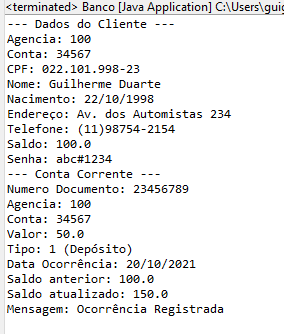 <terminated> Banco [Java Application] C:\Users\gui
--- Dados do Cliente ---
Agencia: 100
Conta: 34567
CPF: 022.101.998-23
Nome: Guilherme Duarte
Nacimento: 22/10/1998
Endereço: Av. dos Automistas 234
Telefone: (11)98754-2154
Saldo: 100.0
Senha: abc#1234
--- Conta Corrente ---
Numero Documento: 23456789
Agencia: 100
Conta: 34567
Valor: 50.0
Tipo: 1 (Depósito)
Data Ocorrência: 20/10/2021
Saldo anterior: 100.0
Saldo atualizado: 150.0
Mensagem: Ocorrência Registrada